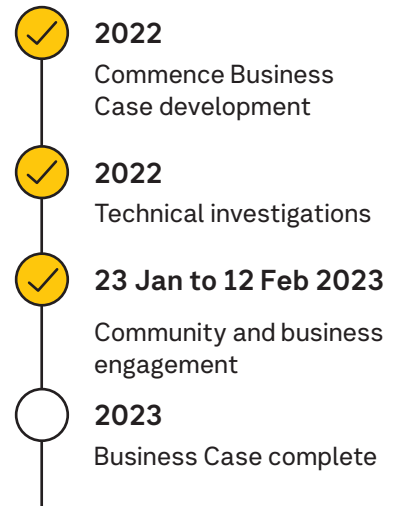 2022
Commence Business
Case development
2022
Technical investigations
23 Jan to 12 Feb 2023
Community and business
engagement
2023
Business Case complete